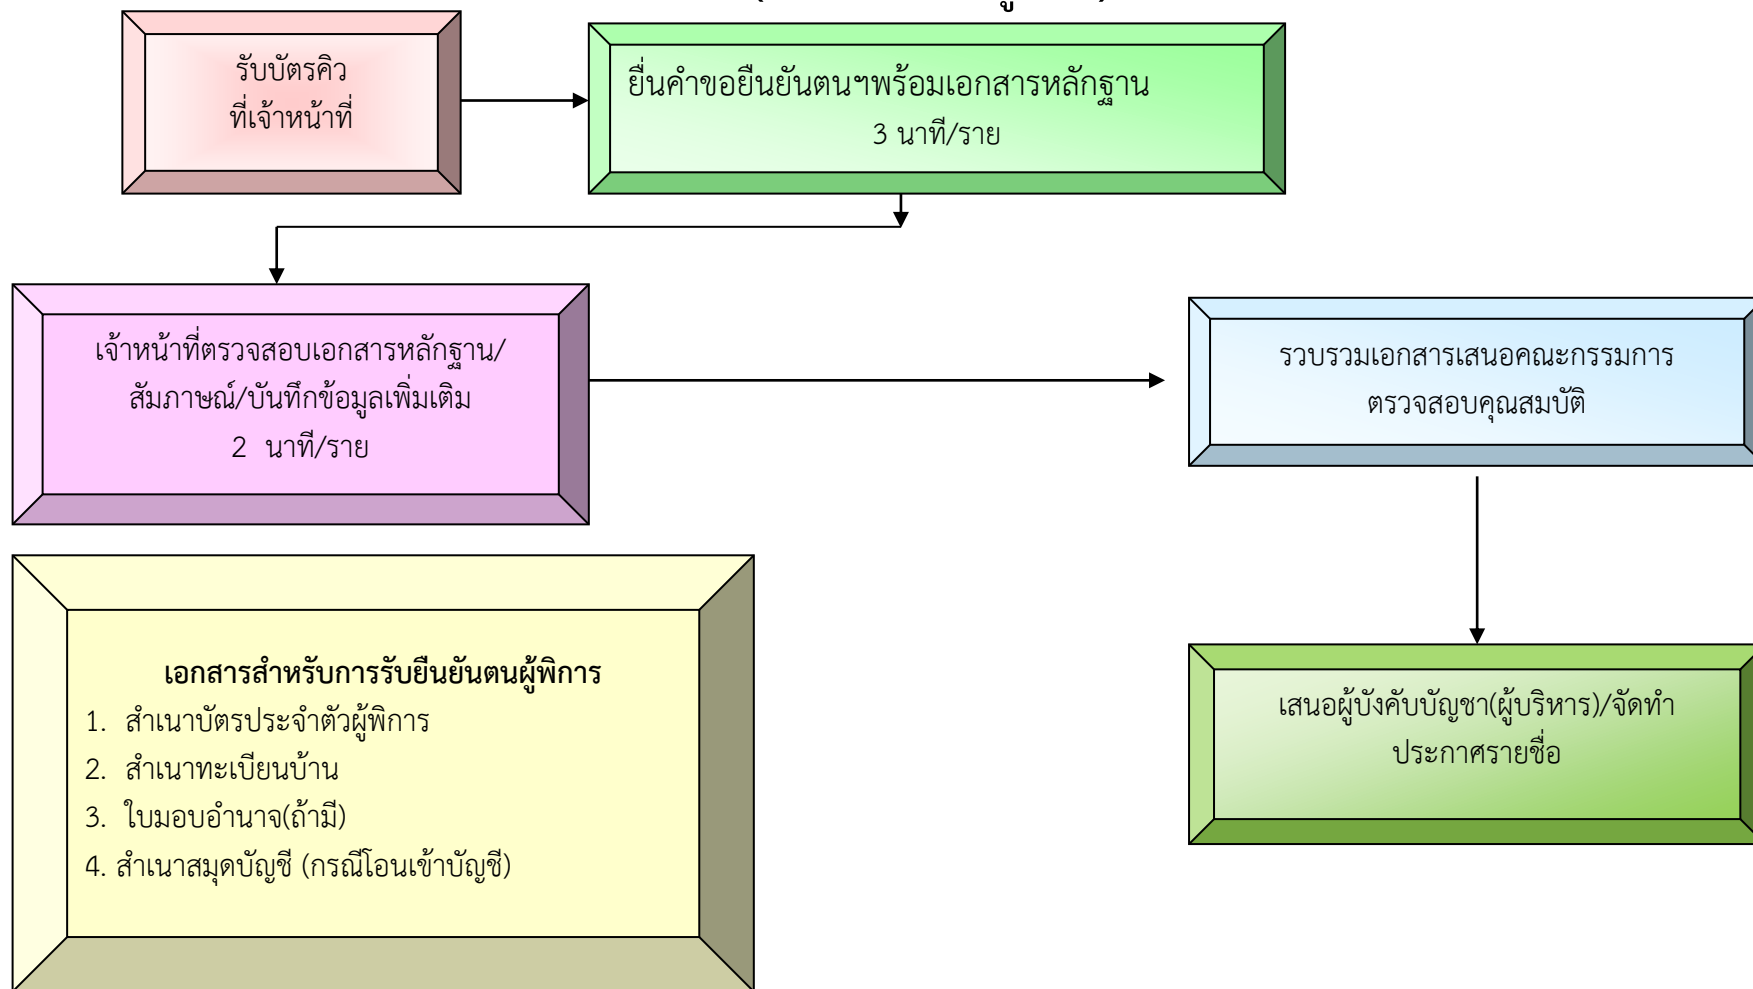 รับบัตรคิว
ที่เจ้าหน้าที่
ยื่นคำขอยืนยันตนฯพร้อมเอกสารหลักฐาน
3 นาที/ราย
เจ้าหน้าที่ตรวจสอบเอกสารหลักฐาน/
สัมภาษณ์/บันทึกข้อมูลเพิ่มเติม
2 นาที/ราย
รวบรวมเอกสารเสนอคณะกรรมการ
ตรวจสอบคุณสมบัติ
เสนอผู้บังคับบัญชา(ผู้บริหาร)/จัดทำ
ประกาศรายชื่อ
เอกสารสำหรับการรับยืนยันตนผู้พิการ
1. สำเนาบัตรประจำตัวผู้พิการ
2. สำเนาทะเบียนบ้าน
3. ใบมอบอำนาจ(ถ้ามี)
4. สำเนาสมุดบัญชี (กรณีโอนเข้าบัญชี)